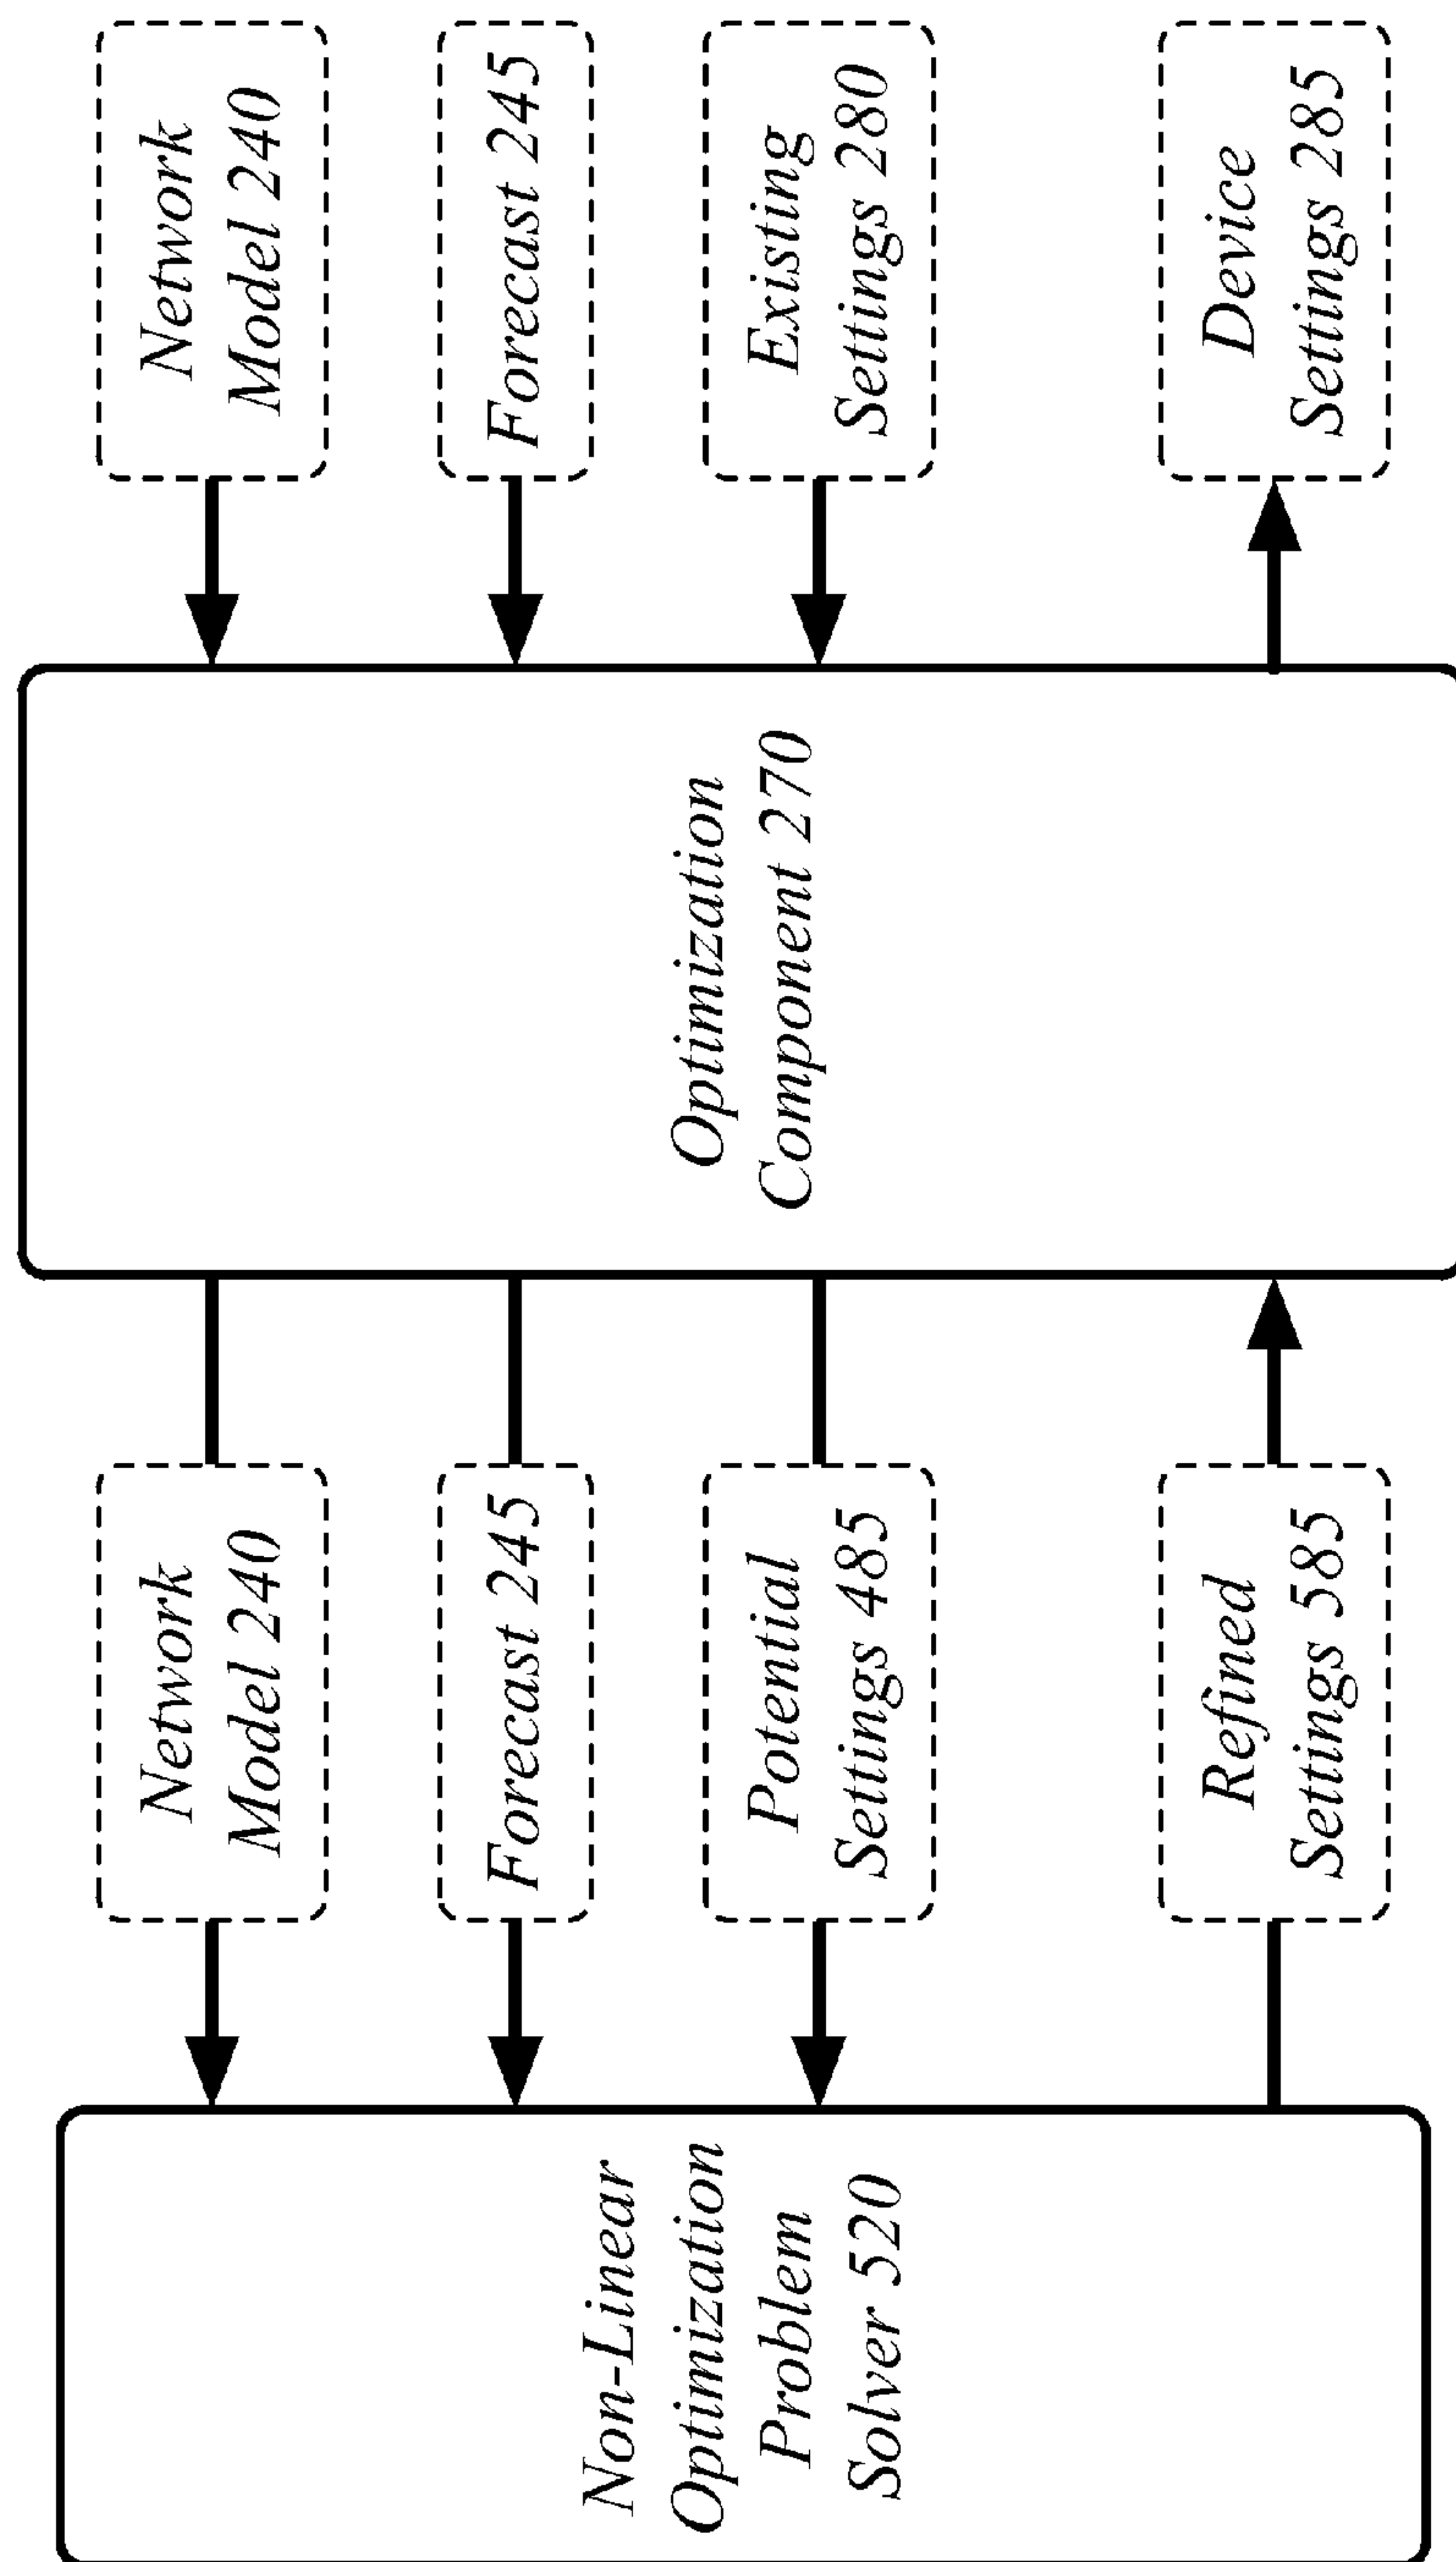 Non-Linear
Optimization
Problem
Solver 520
Network
Model 240
Forecast 245
Potential
Settings 485
Refined
Settings 585
Optimization
Component 270
Network
Model 240
Forecast 245
Existing
Settings 280
Device
Settings 285